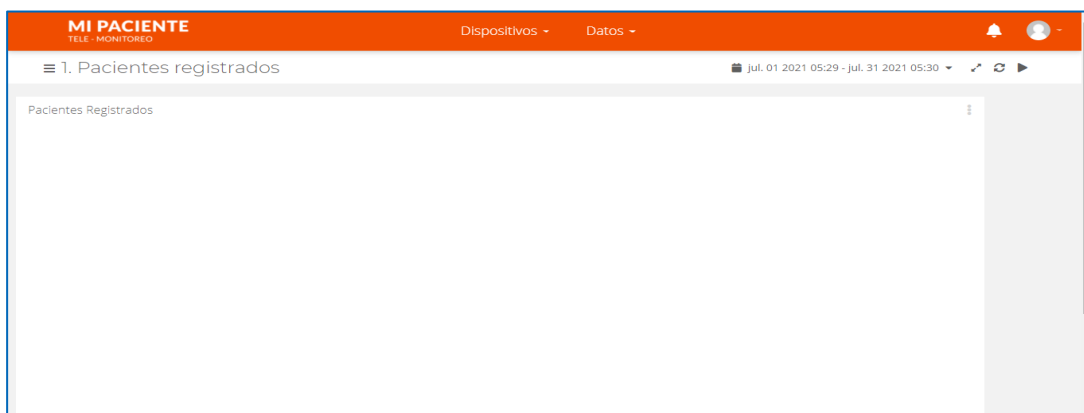 MI PACIENTE
TELE - MONITOREO
Dispositivos
Datos
1. Pacientes registrados
jul. 01 2021 05:29 - jul. 31 2021 05:30
Pacientes Registrados